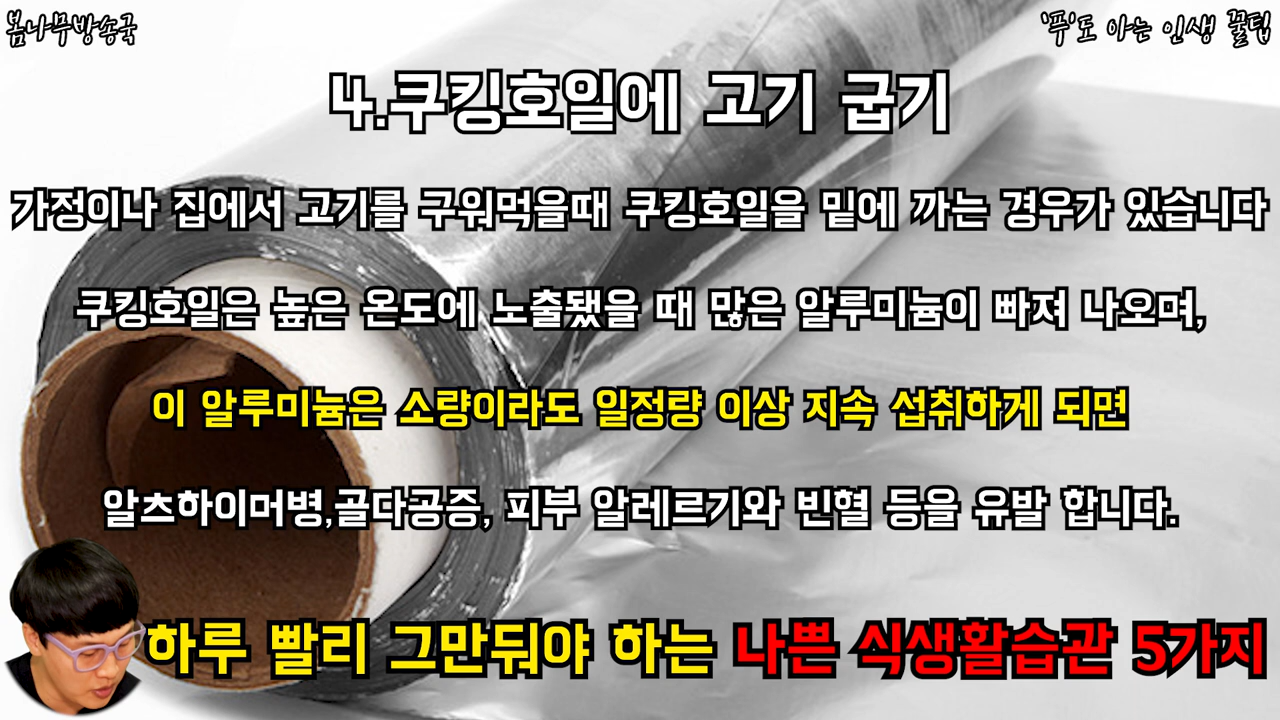 봄나무방송국
'푸'도 아는 인생 꿀팁
4.쿠킹호일에 고기 굽기
가정이나 집에서 고기를 구워먹을때 쿠킹호일을 밑에 까는 경우가 있습니다
쿠킹호일은 높은 온도에 노출됐을 때 많은 알루미늄이 빠져 나오며,
이 알루미늄은 소량이라도 일정량 이상 지속 섭취하게 되면
알츠하이머병,골다공증, 피부 알레르기와 빈혈 등을 유발 합니다.
하루 빨리 그만둬야 하는 나쁜 식생활습관 5가지